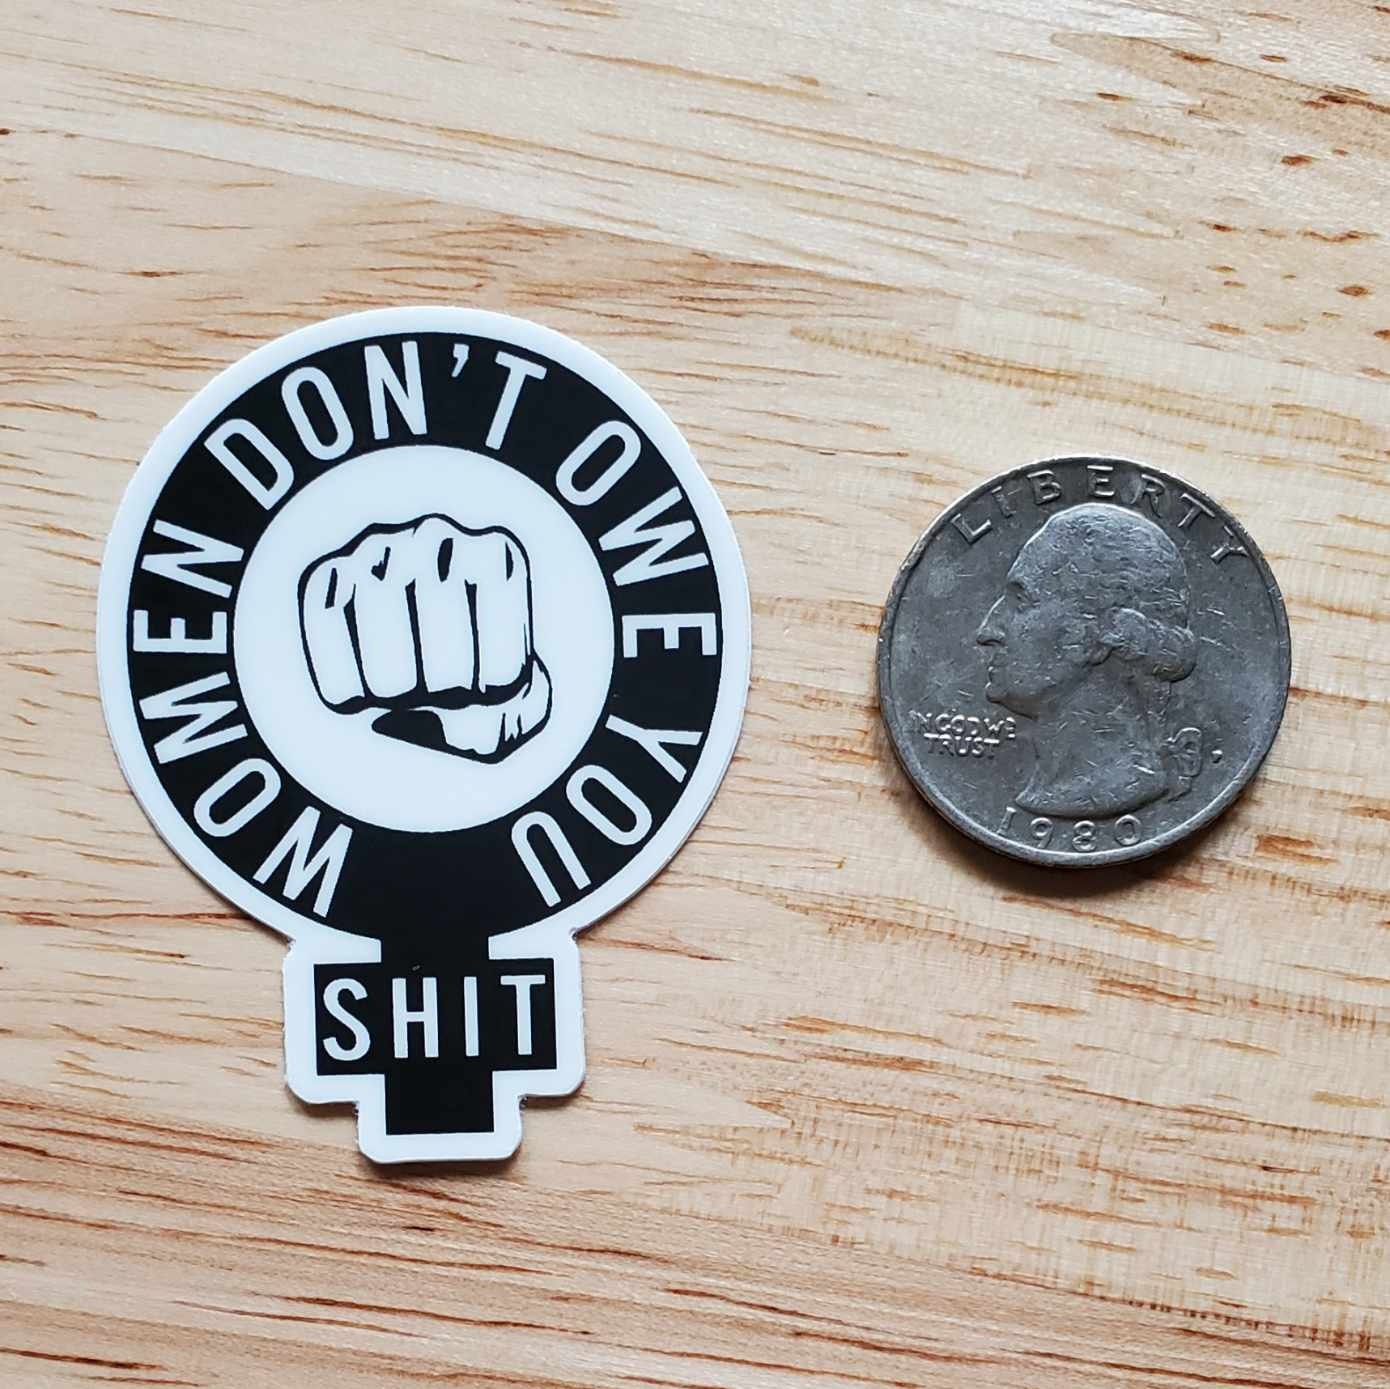 WOMEN DON'T OWE YOU
SHIT
LIBERTY
IN GOD WE
TRUST
1980